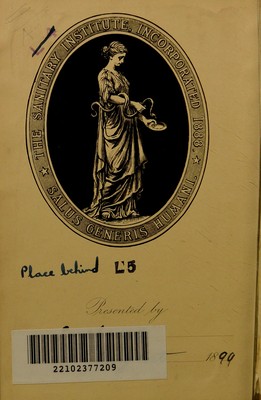 THE SANITARY INSTITUTE, INCORPORATED 1888.
SALUS GENERIS HUMANI.
Place behind L5
Presented by
1899
22102377209